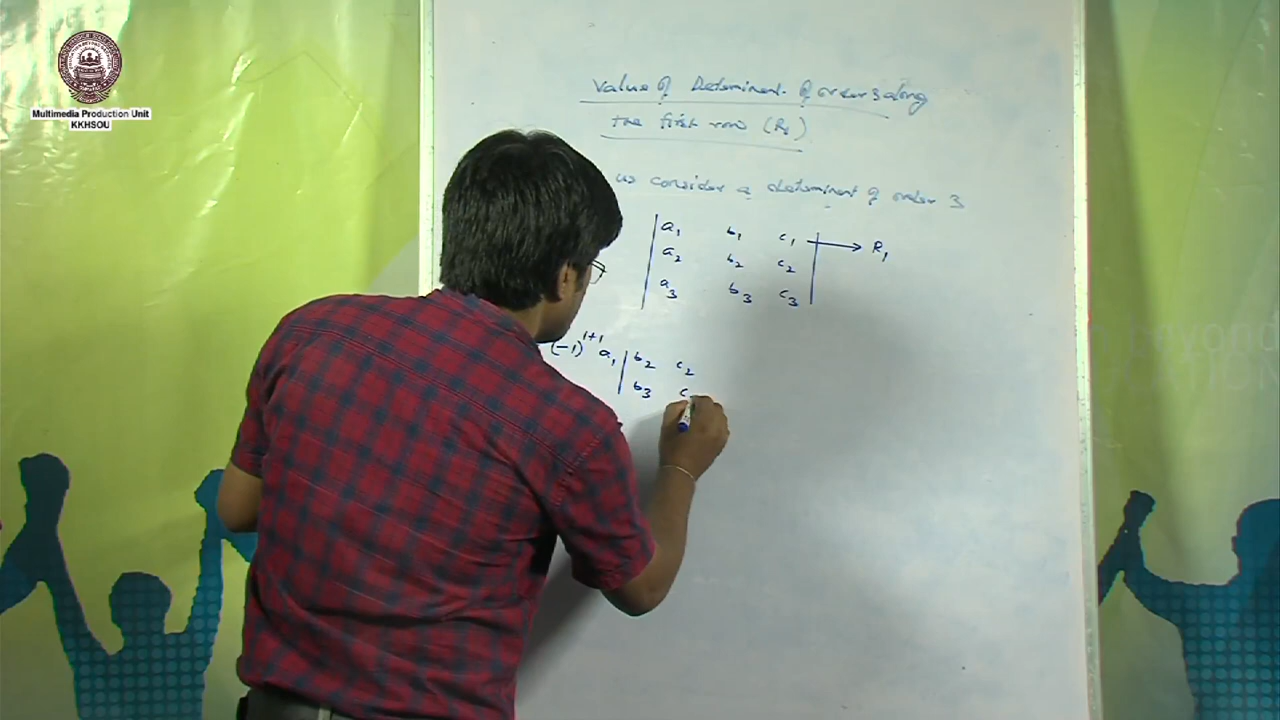 Multimedia Production Unit
KKHSOU
Value of Determinant of order 3 along
the first row (R₁)
us consider a determinant of order 3
a₁ b₁ c₁ → R₁
a₂ b₂ c₂
a₃ b₃ c₃
(-1)¹⁺¹ a₁ | b₂ c₂
b₃ c
beyond